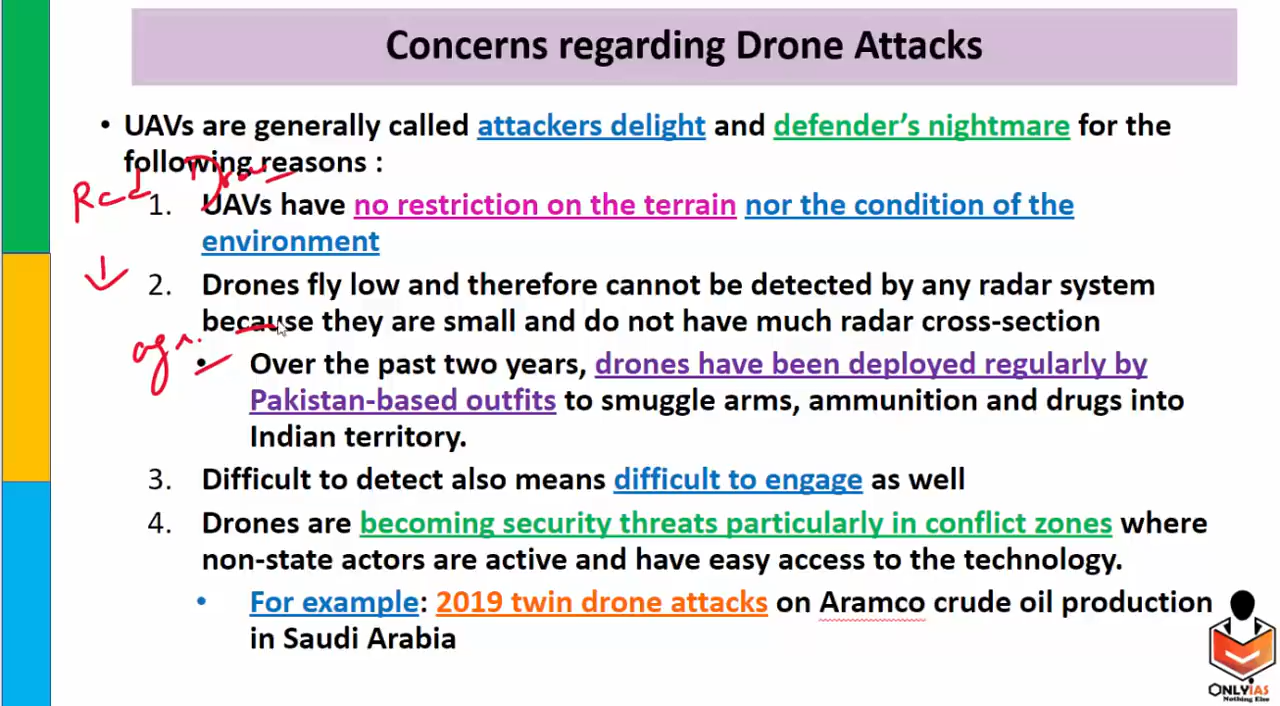 Concerns regarding Drone Attacks
• UAVs are generally called attackers delight and defender's nightmare for the
following reasons :
1. UAVs have no restriction on the terrain nor the condition of the
environment
2. Drones fly low and therefore cannot be detected by any radar system
because they are small and do not have much radar cross-section
• Over the past two years, drones have been deployed regularly by
Pakistan-based outfits to smuggle arms, ammunition and drugs into
Indian territory.
3. Difficult to detect also means difficult to engage as well
4. Drones are becoming security threats particularly in conflict zones where
non-state actors are active and have easy access to the technology.
• For example: 2019 twin drone attacks on Aramco crude oil production
in Saudi Arabia
ONLYIAS
Nothing Else